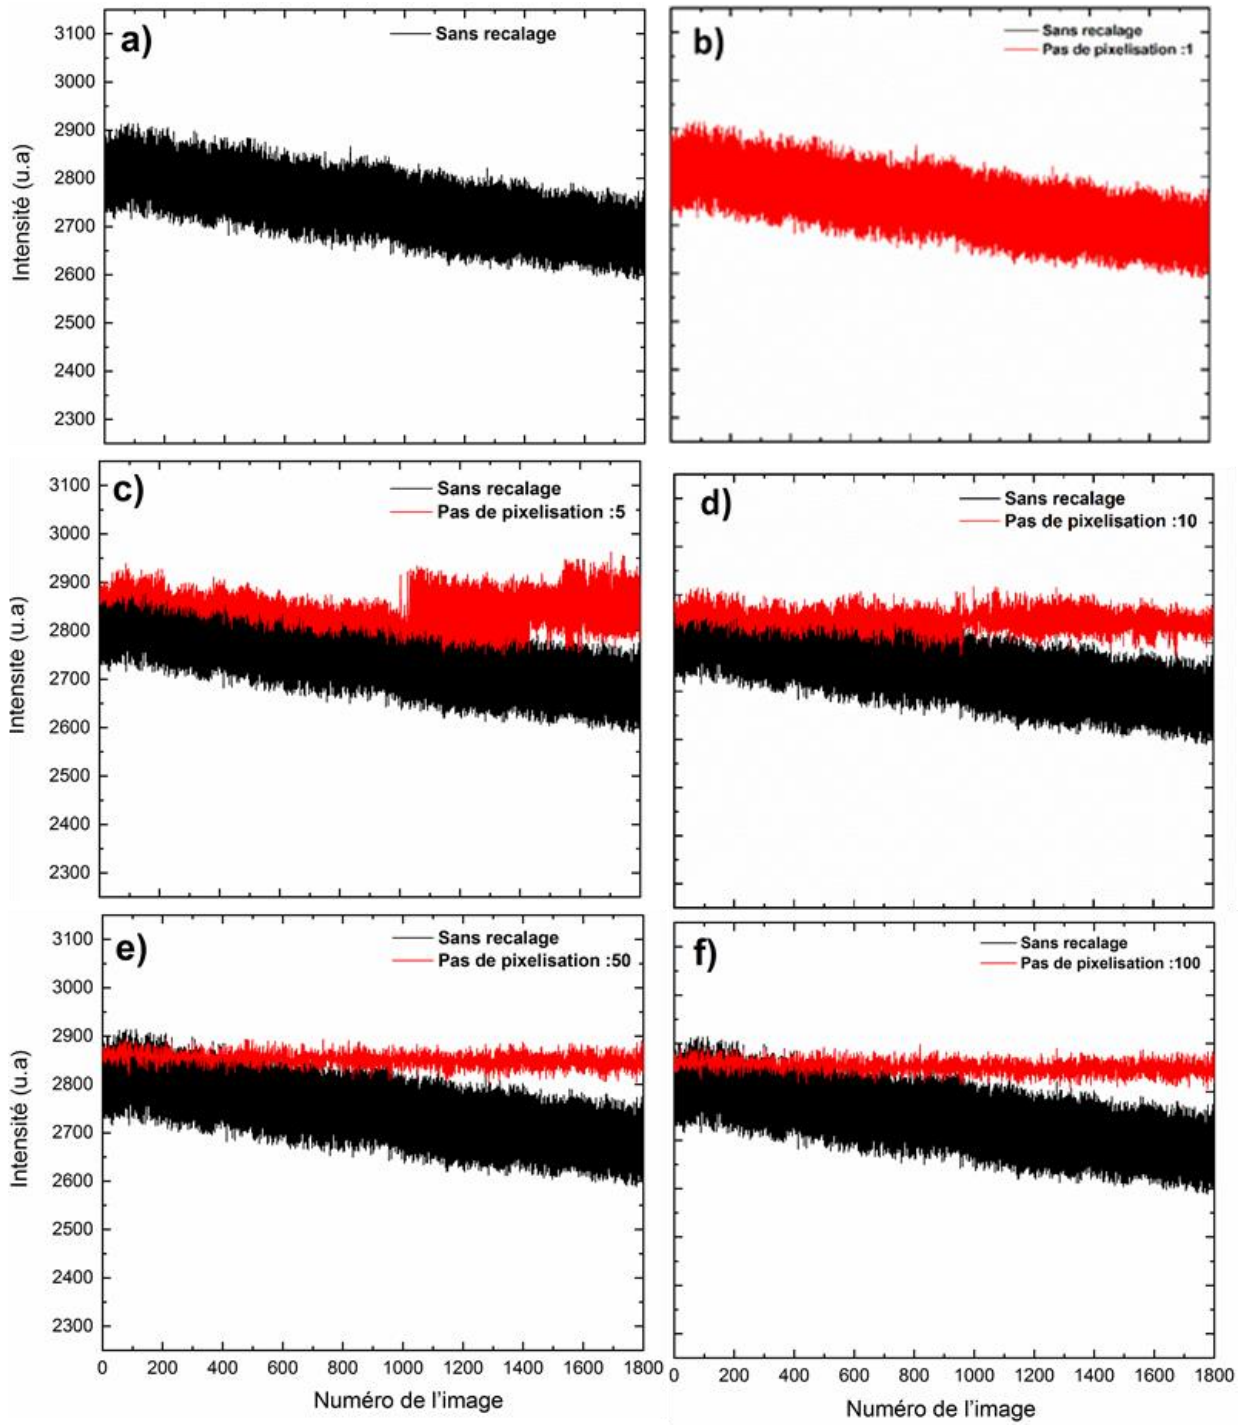 a)
Sans recalage
3100
3000
2900
2800
2700
2600
2500
2400
2300
Intensité (u.a)
b)
Sans recalage
Pas de pixelisation :1
c)
Sans recalage
Pas de pixelisation :5
3100
3000
2900
2800
2700
2600
2500
2400
2300
Intensité (u.a)
d)
Sans recalage
Pas de pixelisation :10
e)
Sans recalage
Pas de pixelisation :50
3100
3000
2900
2800
2700
2600
2500
2400
2300
Intensité (u.a)
0 200 400 600 800 1000 1200 1400 1600 1800
Numéro de l'image
f)
Sans recalage
Pas de pixelisation :100
200 400 600 800 1000 1200 1400 1600 1800
Numéro de l'image